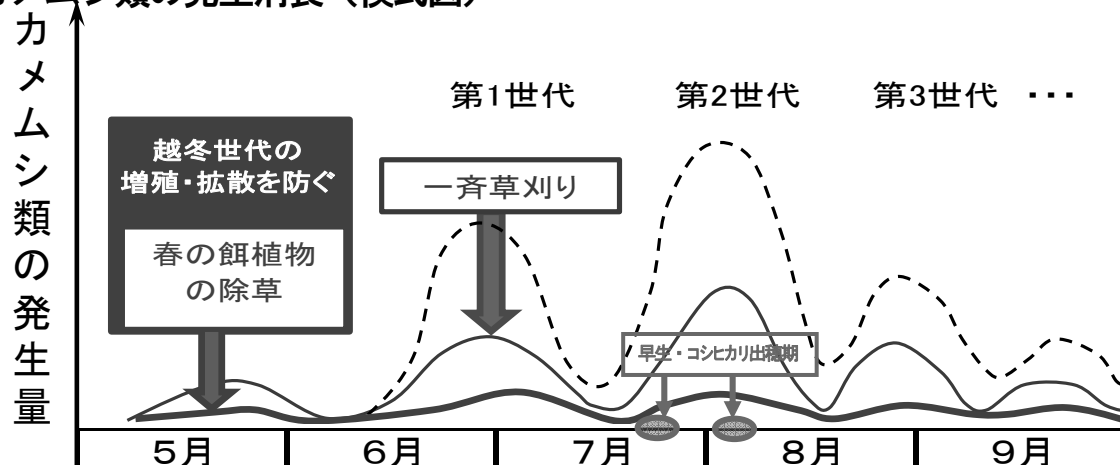 カメムシ類の発生量
第1世代
第2世代
第3世代 ・・・
越冬世代の
増殖・拡散を防ぐ
春の餌植物
の除草
一斉草刈り
早生・コシヒカリ出穂期
5月
6月
7月
8月
9月